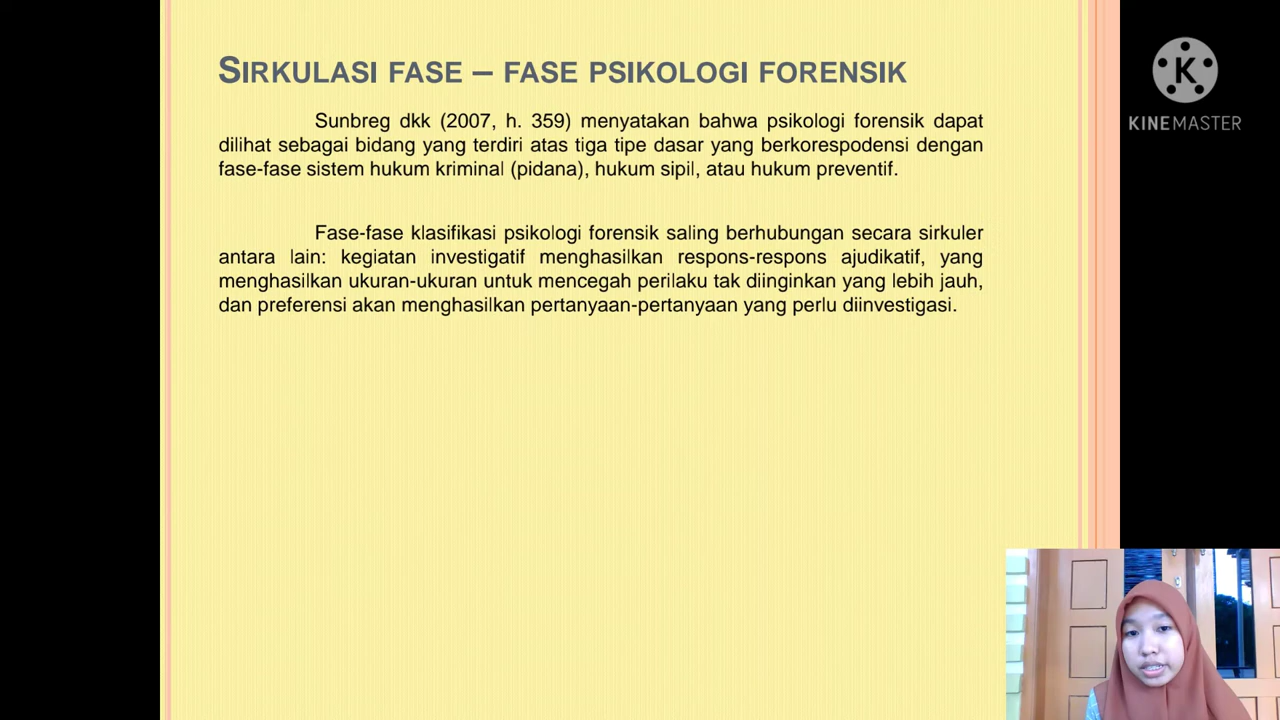 SIRKULASI FASE – FASE PSIKOLOGI FORENSIK
Sunbreg dkk (2007, h. 359) menyatakan bahwa psikologi forensik dapat
dilihat sebagai bidang yang terdiri atas tiga tipe dasar yang berkorespodensi dengan
fase-fase sistem hukum kriminal (pidana), hukum sipil, atau hukum preventif.
Fase-fase klasifikasi psikologi forensik saling berhubungan secara sirkuler
antara lain: kegiatan investigatif menghasilkan respons-respons ajudikatif, yang
menghasilkan ukuran-ukuran untuk mencegah perilaku tak diinginkan yang lebih jauh,
dan preferensi akan menghasilkan pertanyaan-pertanyaan yang perlu diinvestigasi.
K
KINEMASTER